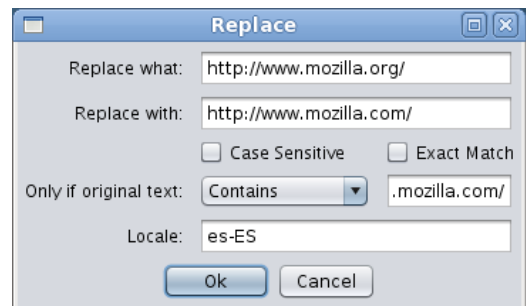 Replace
Replace what: http://www.mozilla.org/
Replace with: http://www.mozilla.com/
Case Sensitive Exact Match
Only if original text: Contains .mozilla.com/
Locale: es-ES
Ok Cancel